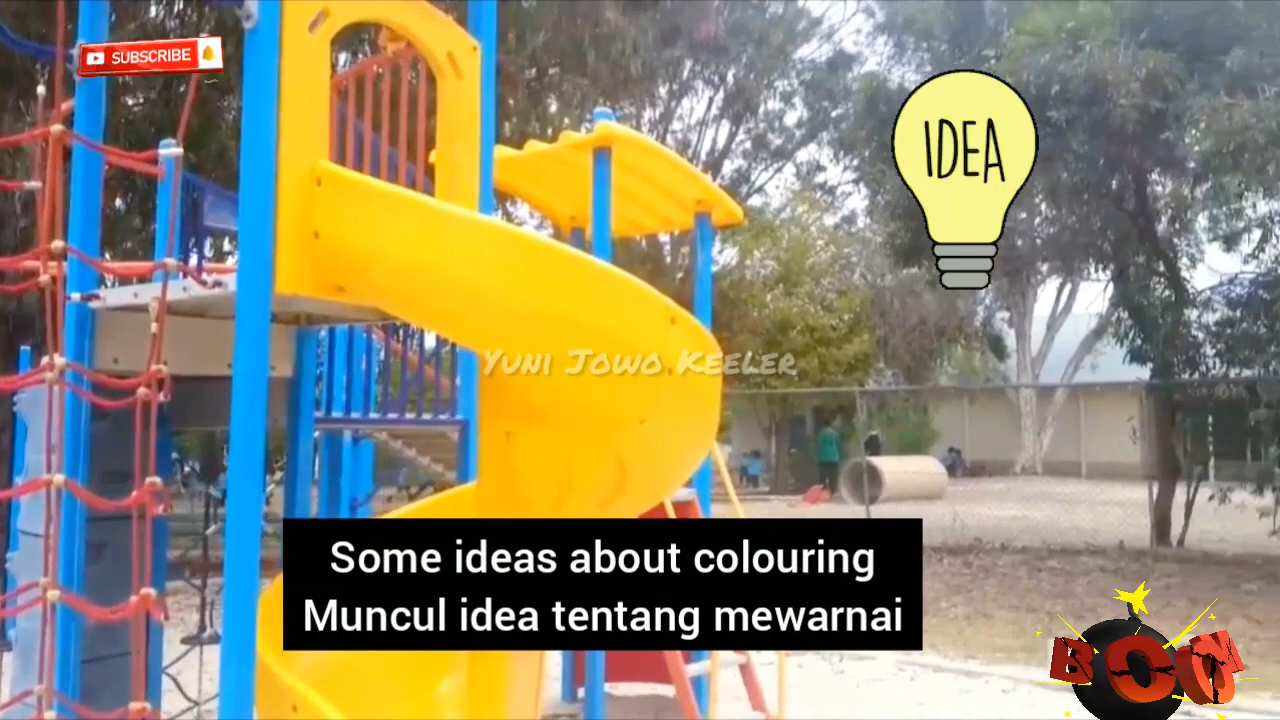 SUBSCRIBE
IDEA
Yuni Jowo Keeler
Some ideas about colouring
Muncul idea tentang mewarnai
BOOM